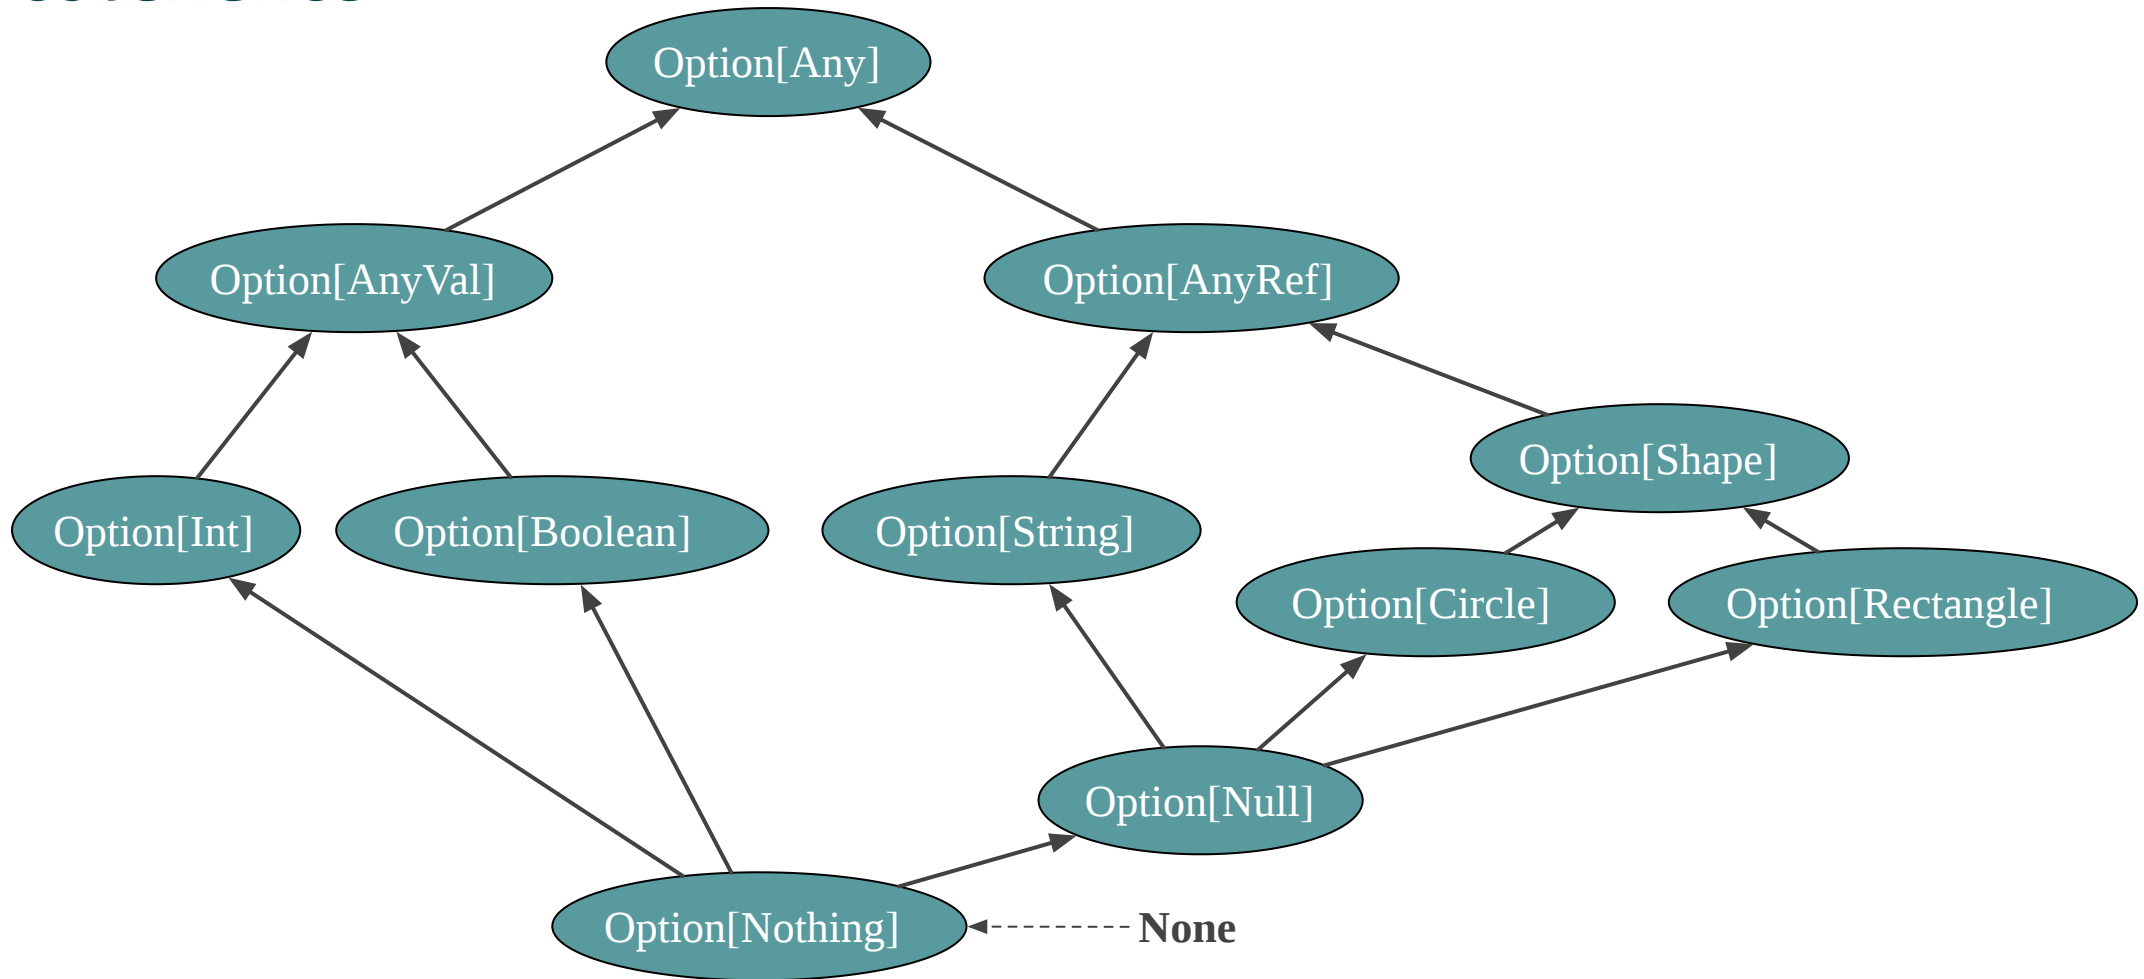 Option[Any]
Option[AnyVal]
Option[AnyRef]
Option[Shape]
Option[Int]
Option[Boolean]
Option[String]
Option[Circle]
Option[Rectangle]
Option[Null]
Option[Nothing]
None